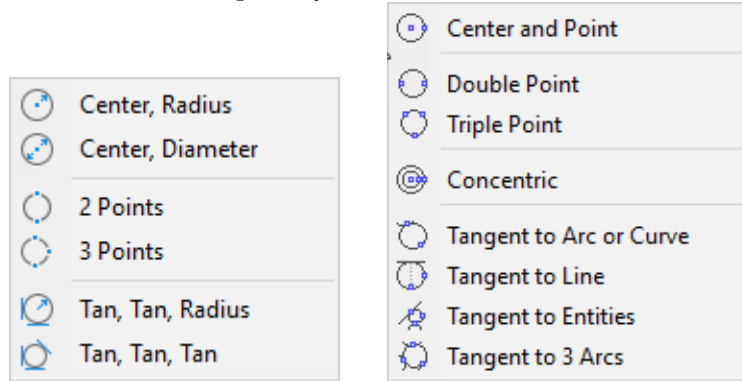 Center, Radius
Center, Diameter
2 Points
3 Points
Tan, Tan, Radius
Tan, Tan, Tan
Center and Point
Double Point
Triple Point
Concentric
Tangent to Arc or Curve
Tangent to Line
Tangent to Entities
Tangent to 3 Arcs